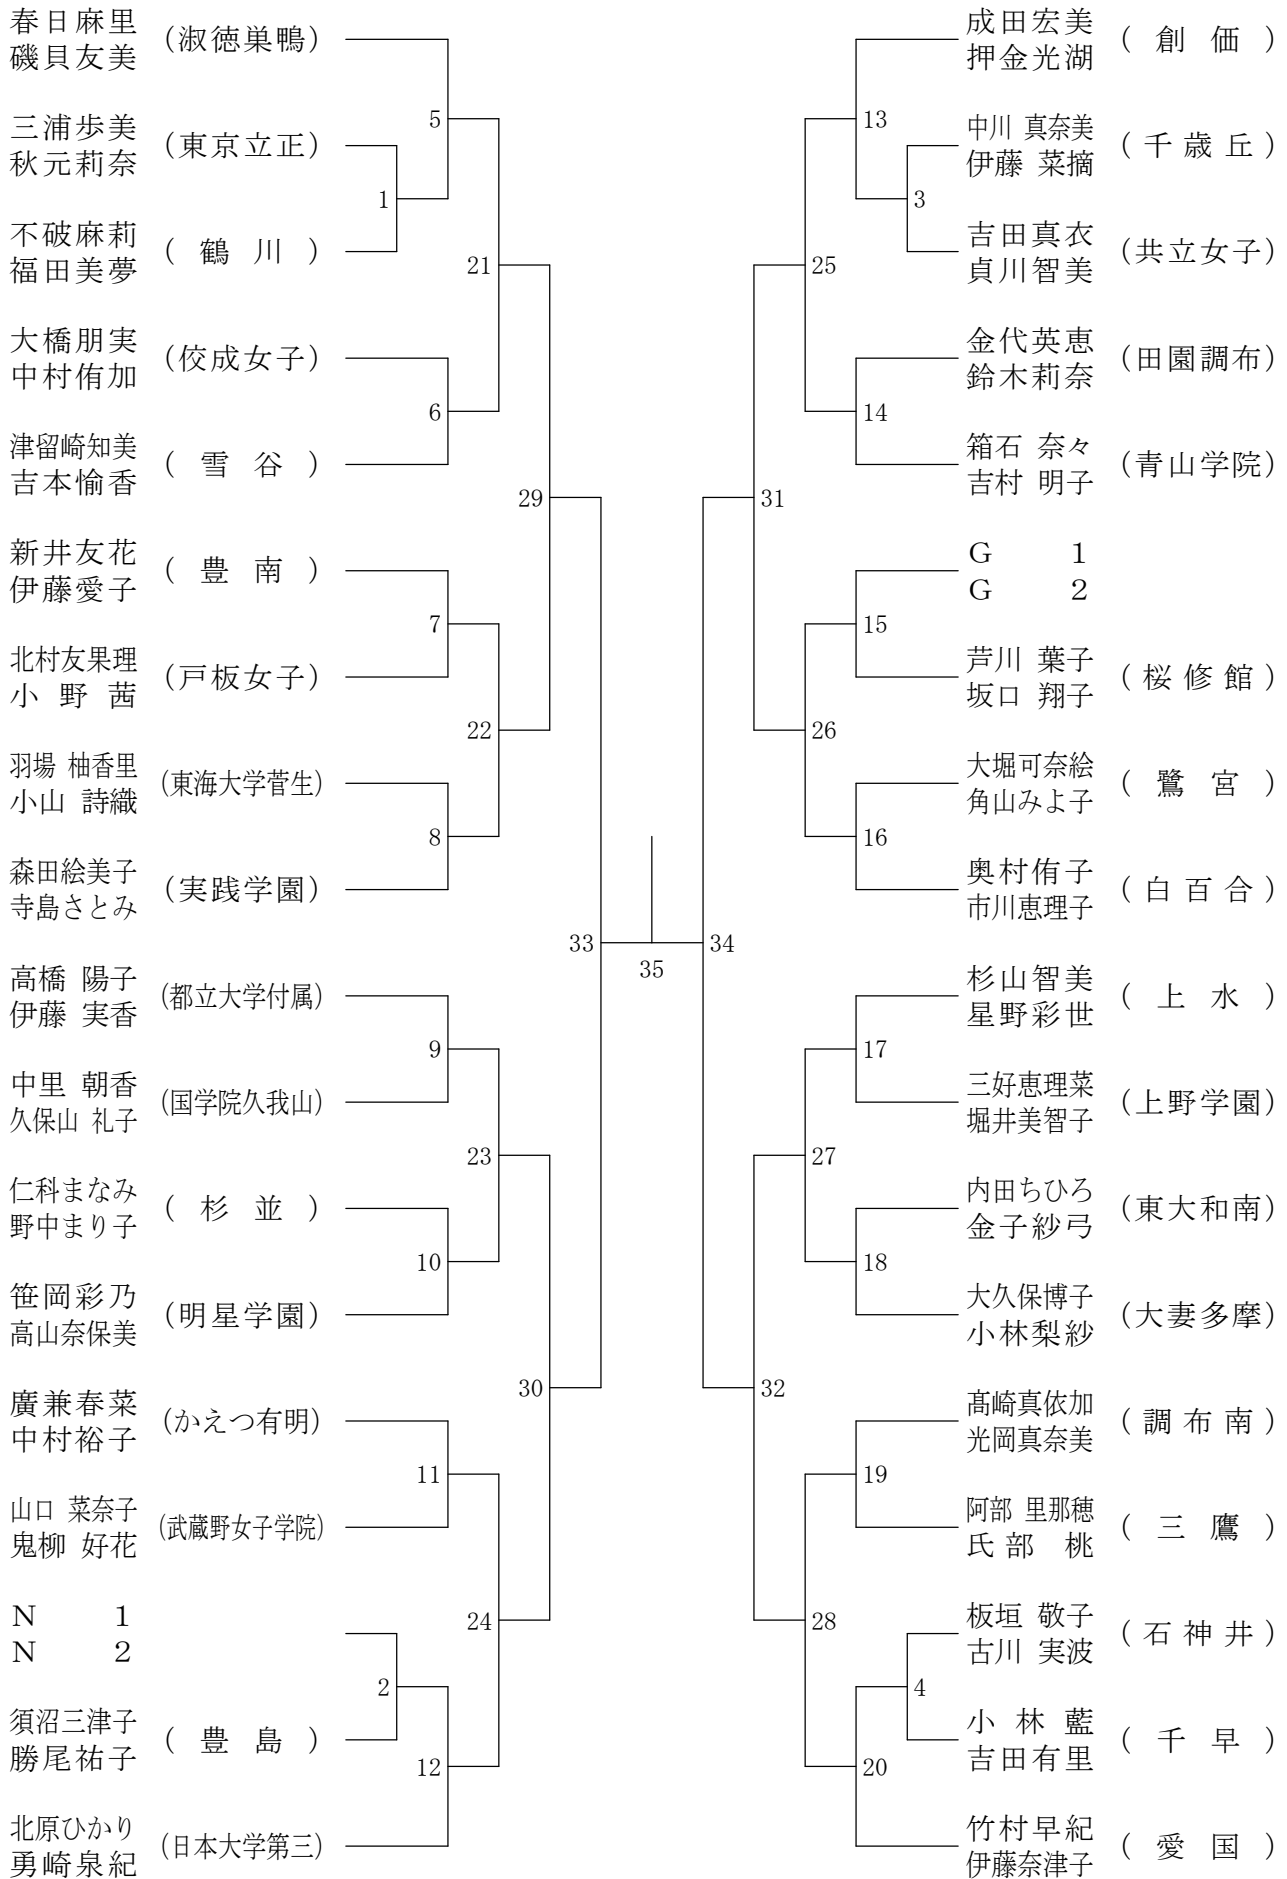 春日麻里
磯貝友美
(淑徳巣鴨)
三浦歩美
秋元莉奈
(東京立正)
不破麻莉
福田美夢
(鶴川)
大橋朋実
中村侑加
(佼成女子)
津留崎知美
吉本愉香
(雪谷)
新井友花
伊藤愛子
(豊南)
北村友果理
小野茜
(戸板女子)
羽場 柚香里
小山 詩織
(東海大学菅生)
森田絵美子
寺島さとみ
(実践学園)
高橋 陽子
伊藤 実香
(都立大学付属)
中里 朝香
久保山 礼子
(国学院久我山)
仁科まなみ
野中まり子
(杉並)
笹岡彩乃
高山奈保美
(明星学園)
廣兼春菜
中村裕子
(かえつ有明)
山口 菜奈子
鬼柳 好花
(武蔵野女子学院)
N 1
N 2
須沼三津子
勝尾祐子
(豊島)
北原ひかり
勇崎泉紀
(日本大学第三)
5
1
21
6
29
7
22
8
33
9
23
10
30
11
24
2
12
35
34
13
3
25
14
31
15
26
16
17
27
18
32
19
28
4
20
成田宏美
押金光湖
(創価)
中川 真奈美
伊藤 菜摘
(千歳丘)
吉田真衣
貞川智美
(共立女子)
金代英恵
鈴木莉奈
(田園調布)
箱石 奈々
吉村 明子
(青山学院)
G 1
G 2
芦川 葉子
坂口 翔子
(桜修館)
大堀可奈絵
角山みよ子
(鷺宮)
奥村侑子
市川恵理子
(白百合)
杉山智美
星野彩世
(上水)
三好恵理菜
堀井美智子
(上野学園)
内田ちひろ
金子紗弓
(東大和南)
大久保博子
小林梨紗
(大妻多摩)
髙崎真依加
光岡真奈美
(調布南)
阿部 里那穂
氏部 桃
(三鷹)
板垣 敬子
古川 実波
(石神井)
小林藍
吉田有里
(千早)
竹村早紀
伊藤奈津子
(愛国)